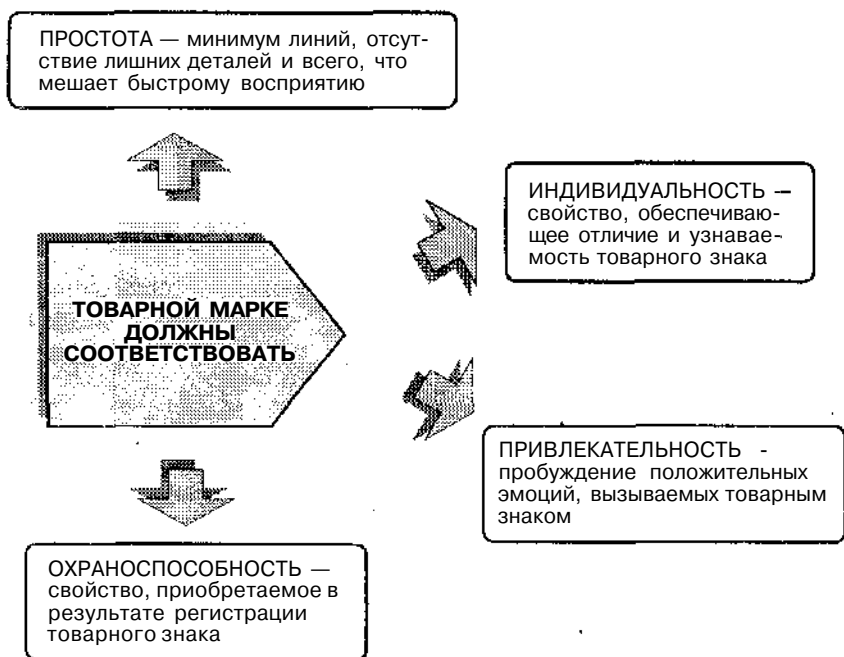 ПРОСТОТА — минимум линий, отсут-
ствие лишних деталей и всего, что
мешает быстрому восприятию
ИНДИВИДУАЛЬНОСТЬ —
свойство, обеспечиваю-
щее отличие и узнавае-
мость товарного знака
ТОВАРНОЙ МАРКЕ
ДОЛЖНЫ
СООТВЕТСТВОВАТЬ
ПРИВЛЕКАТЕЛЬНОСТЬ -
пробуждение положительных
эмоций, вызываемых товарным
знаком
ОХРАНОСПОСОБНОСТЬ —
свойство, приобретаемое в
результате регистрации
товарного знака